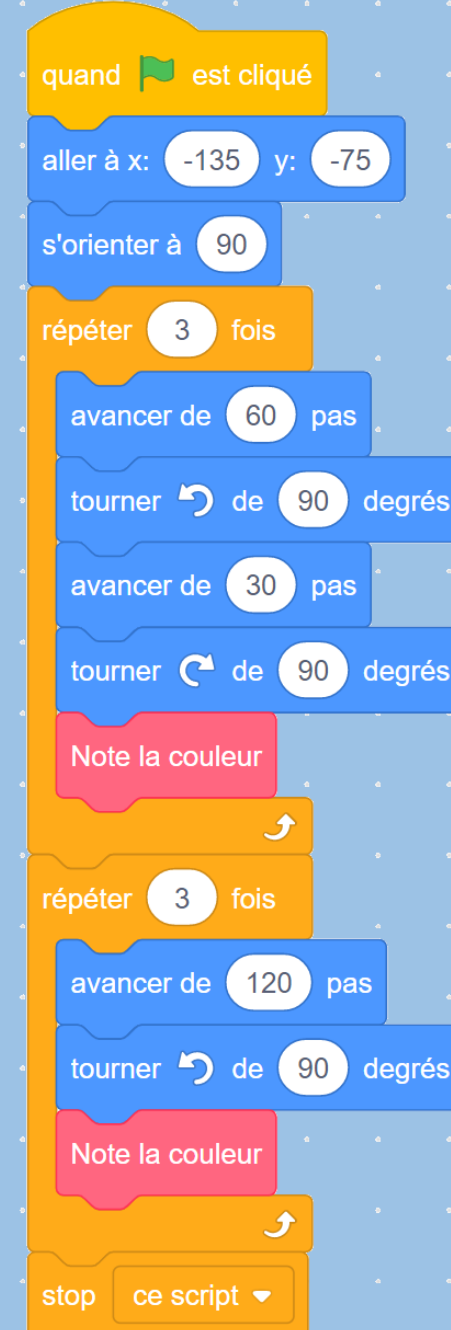 quand est cliqué
aller à x: -135 y: -75
s'orienter à 90
répéter 3 fois
avancer de 60 pas
tourner de 90 degrés
avancer de 30 pas
tourner de 90 degrés
Note la couleur
répéter 3 fois
avancer de 120 pas
tourner de 90 degrés
Note la couleur
stop ce script